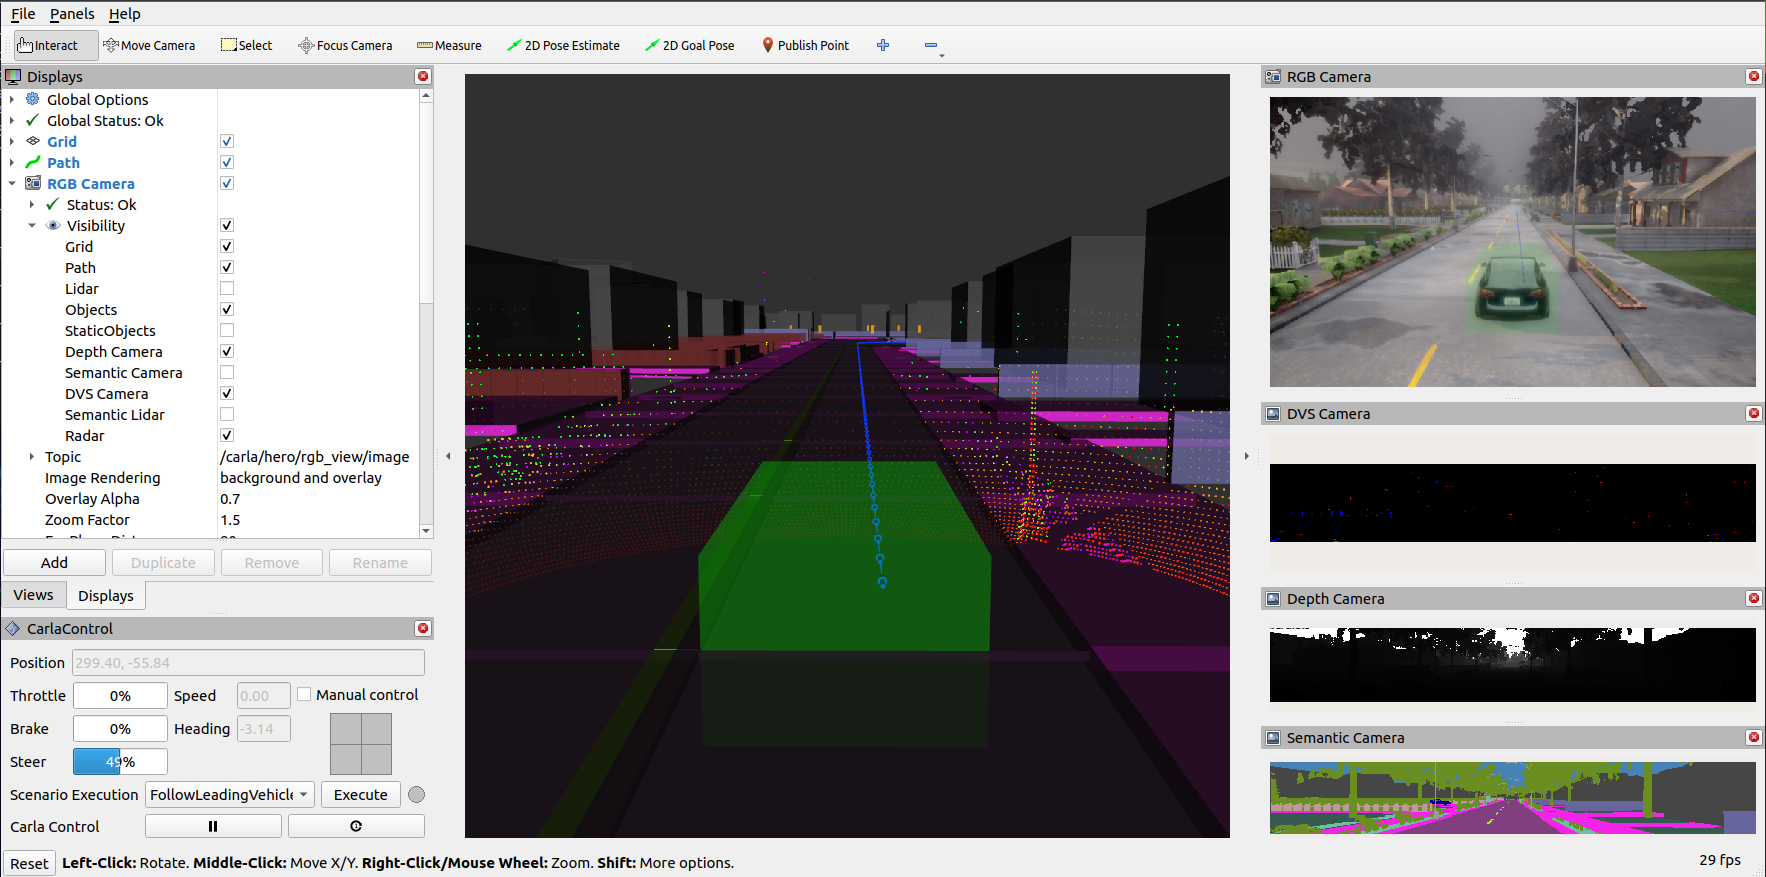 File Panels Help
Interact Move Camera Select Focus Camera Measure 2D Pose Estimate 2D Goal Pose Publish Point
Displays
Global Options
Global Status: Ok
Grid
Path
RGB Camera
Status: Ok
Visibility
Grid
Path
Lidar
Objects
StaticObjects
Depth Camera
Semantic Camera
DVS Camera
Semantic Lidar
Radar
Topic /carla/hero/rgb_view/image
Image Rendering background and overlay
Overlay Alpha 0.7
Zoom Factor 1.5
Add Duplicate Remove Rename
Views Displays
CarlaControl
Position 299.40, -55.84
Throttle 0% Speed 0.00 Manual control
Brake 0% Heading -3.14
Steer 49%
Scenario Execution FollowLeadingVehicle Execute
Carla Control
Reset Left-Click: Rotate. Middle-Click: Move X/Y. Right-Click/Mouse Wheel: Zoom. Shift: More options.
RGB Camera
DVS Camera
Depth Camera
Semantic Camera
29 fps